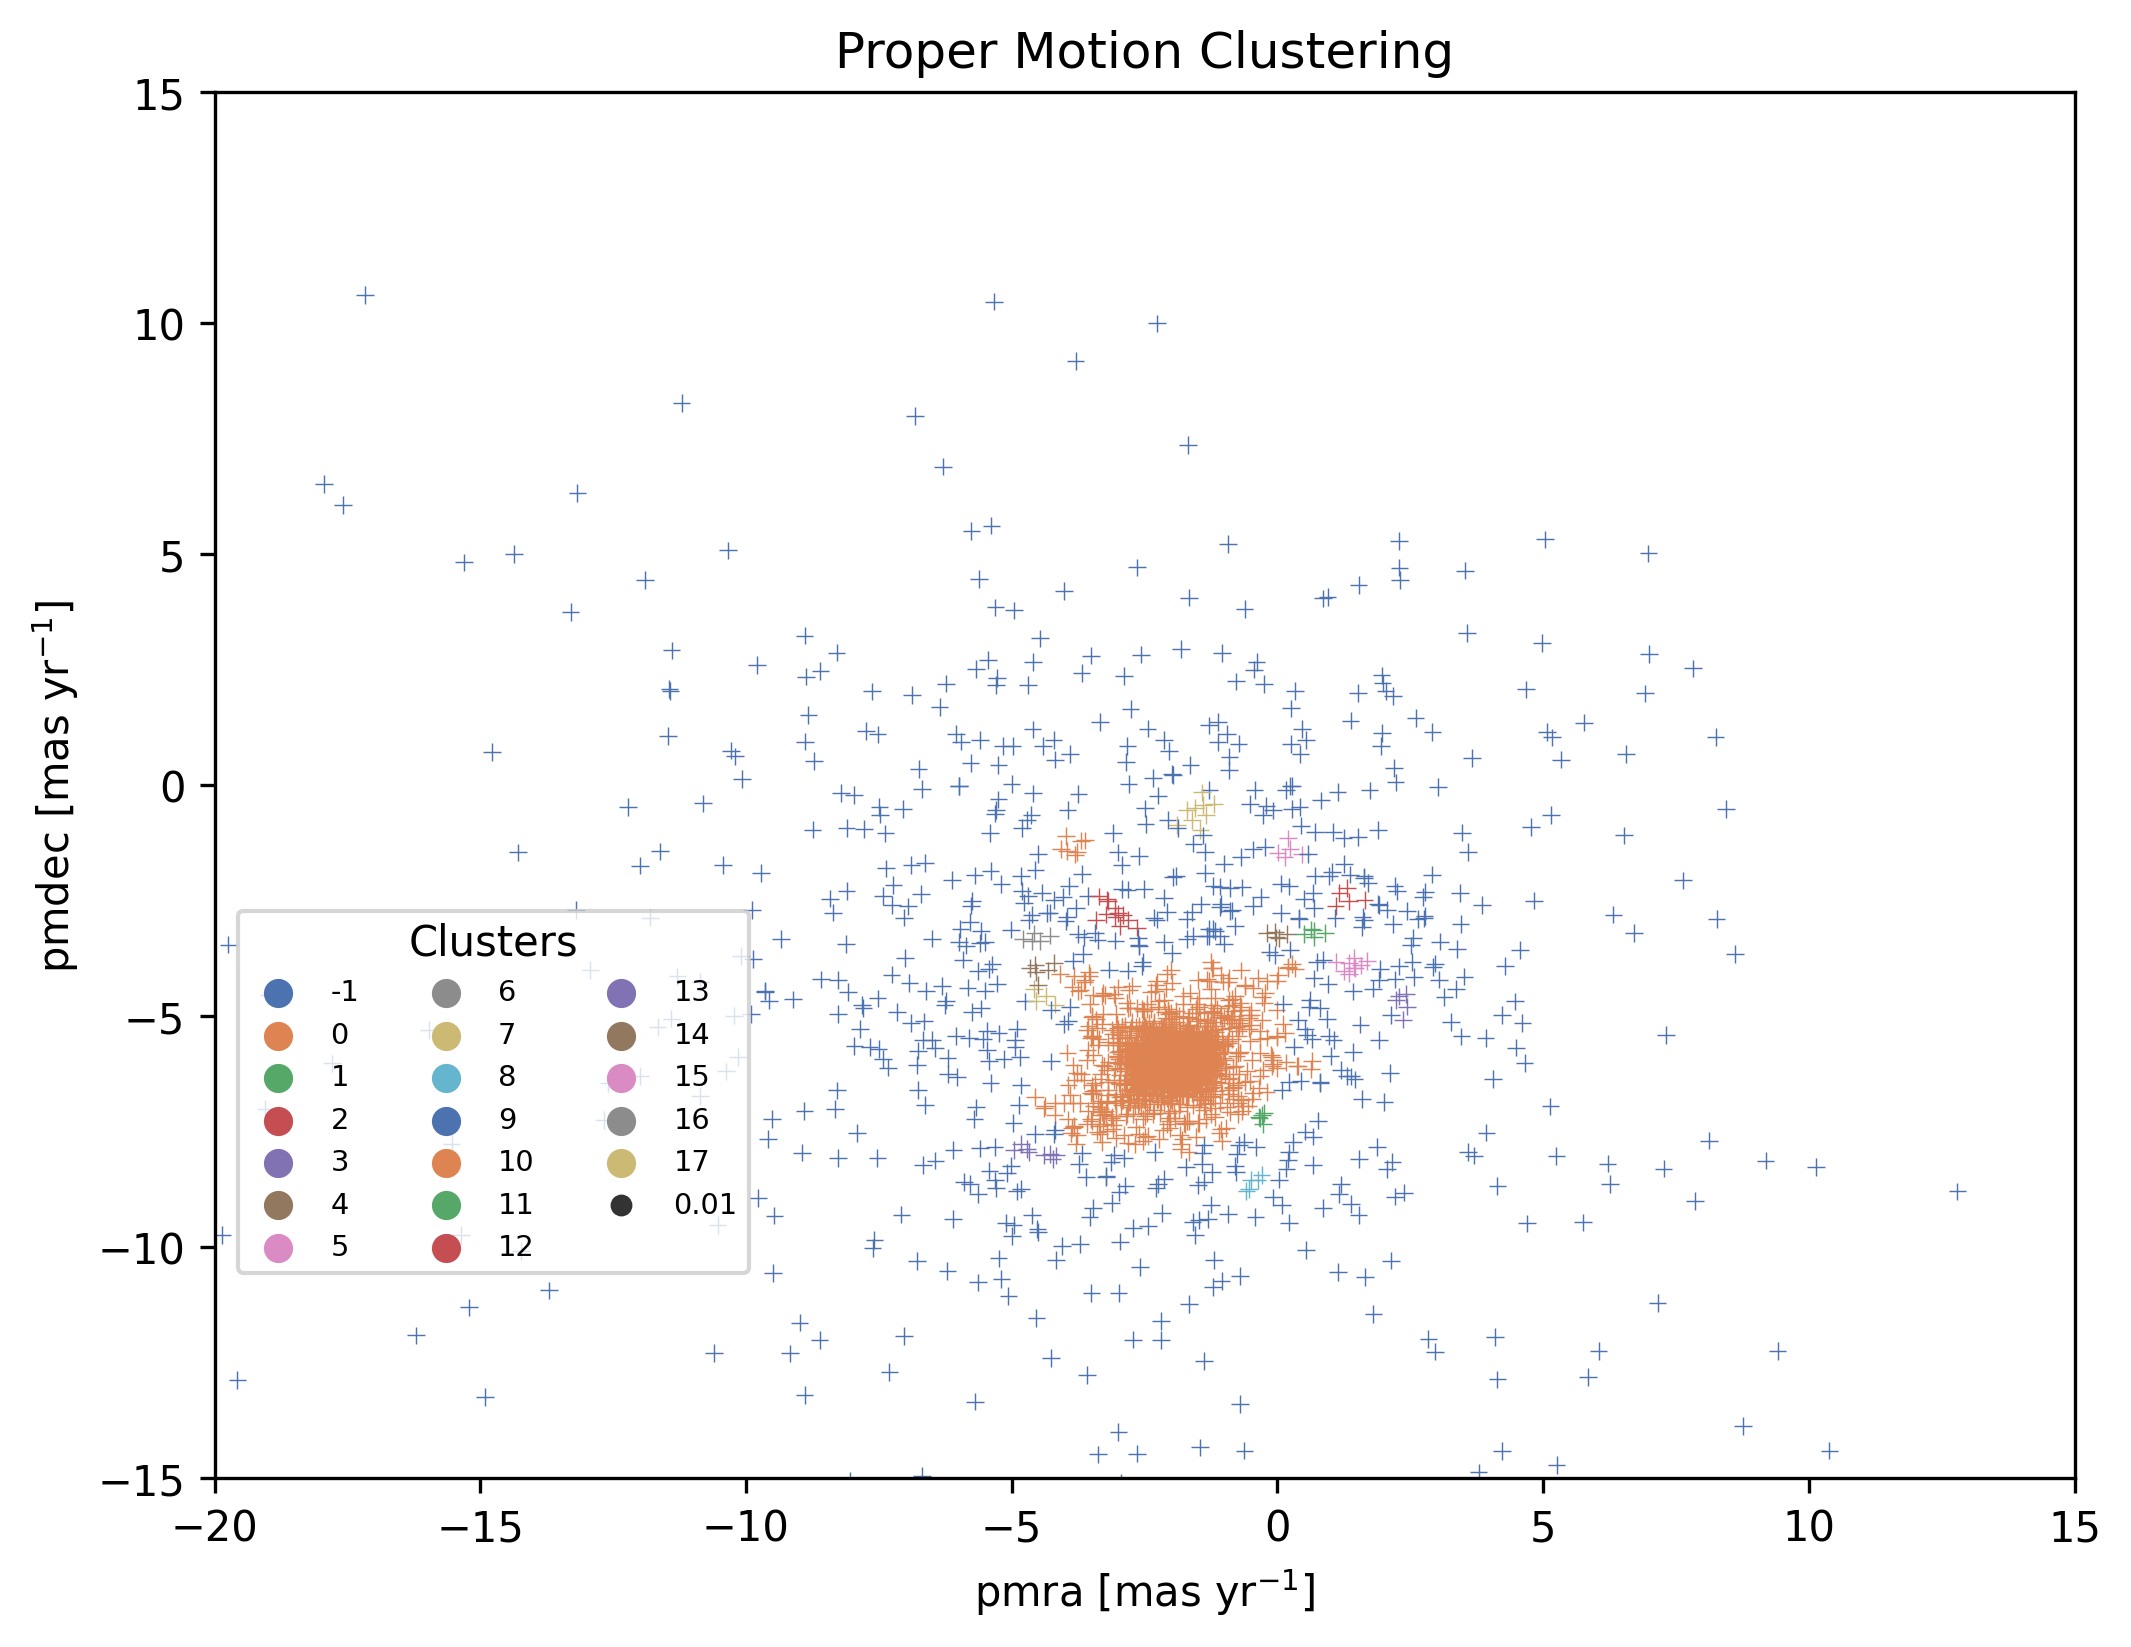 Proper Motion Clustering
15
10
5
0
−5
−10
−15
pmdec [mas yr⁻¹]
Clusters
-1 6 13
0 7 14
1 8 15
2 9 16
3 10 17
4 11 0.01
5 12
−20 −15 −10 −5 0 5 10 15
pmra [mas yr⁻¹]